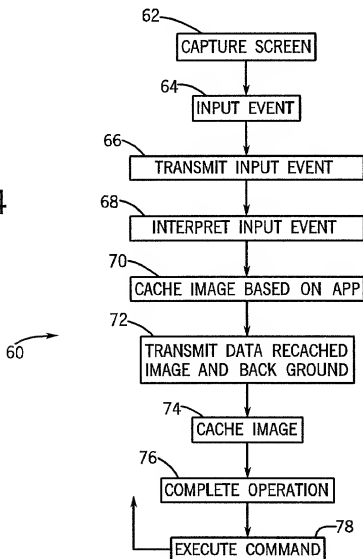 62
CAPTURE SCREEN
64
INPUT EVENT
66
TRANSMIT INPUT EVENT
4
68
INTERPRET INPUT EVENT
70
CACHE IMAGE BASED ON APP
72
60
TRANSMIT DATA RECACHED
IMAGE AND BACK GROUND
74
CACHE IMAGE
76
COMPLETE OPERATION
78
EXECUTE COMMAND